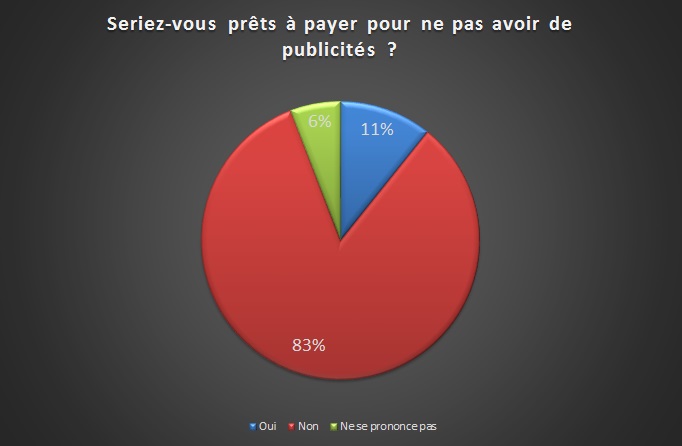 Seriez-vous prêts à payer pour ne pas avoir de
publicités ?
6%
11%
83%
Oui Non Ne se prononce pas